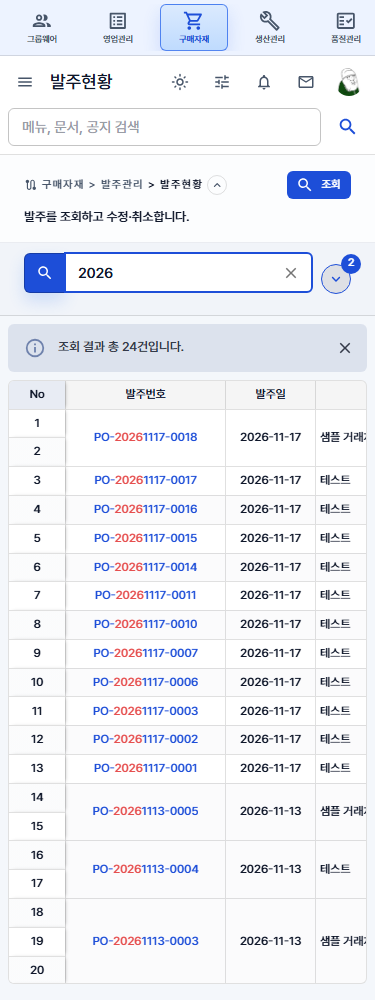 그룹웨어 영업관리 구매자재 생산관리 품질관리
발주현황
메뉴, 문서, 공지 검색
구매자재 > 발주관리 > 발주현황 조회
발주를 조회하고 수정·취소합니다.
2026 2
조회 결과 총 24건입니다.
No 발주번호 발주일
1 PO-20261117-0018 2026-11-17 샘플 거래
2
3 PO-20261117-0017 2026-11-17 테스트
4 PO-20261117-0016 2026-11-17 테스트
5 PO-20261117-0015 2026-11-17 테스트
6 PO-20261117-0014 2026-11-17 테스트
7 PO-20261117-0011 2026-11-17 테스트
8 PO-20261117-0010 2026-11-17 테스트
9 PO-20261117-0007 2026-11-17 테스트
10 PO-20261117-0006 2026-11-17 테스트
11 PO-20261117-0003 2026-11-17 테스트
12 PO-20261117-0002 2026-11-17 테스트
13 PO-20261117-0001 2026-11-17 테스트
14 PO-20261113-0005 2026-11-13 샘플 거래
15
16 PO-20261113-0004 2026-11-13 테스트
17
18
19 PO-20261113-0003 2026-11-13 샘플 거래
20